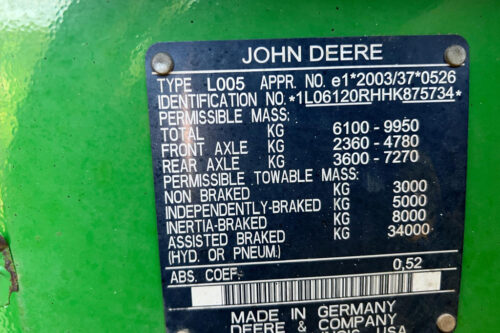 JOHN DEERE
TYPE L005 APPR. NO. e1*2003/37*0526
IDENTIFICATION NO.*1L06120RHHK875734*
PERMISSIBLE MASS:
TOTAL KG 6100 - 9950
FRONT AXLE KG 2360 - 4780
REAR AXLE KG 3600 - 7270
PERMISSIBLE TOWABLE MASS:
NON BRAKED KG 3000
INDEPENDENTLY-BRAKED KG 5000
INERTIA-BRAKED KG 8000
ASSISTED BRAKED KG 34000
(HYD. OR PNEUM.)
ABS. COEF. 0,52
MADE IN GERMANY
DEERE & COMPANY
USA